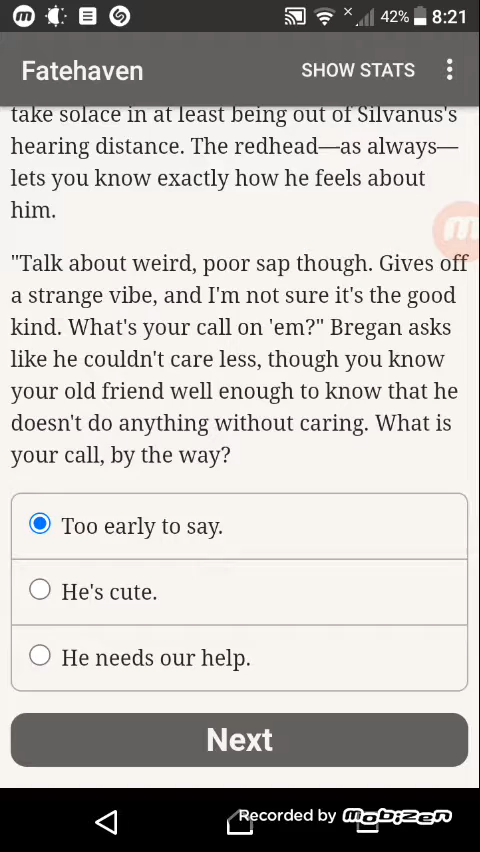 42% 8:21
Fatehaven SHOW STATS
take solace in at least being out of Silvanus's
hearing distance. The redhead—as always—
lets you know exactly how he feels about
him.
"Talk about weird, poor sap though. Gives off
a strange vibe, and I'm not sure it's the good
kind. What's your call on 'em?" Bregan asks
like he couldn't care less, though you know
your old friend well enough to know that he
doesn't do anything without caring. What is
your call, by the way?
Too early to say.
He's cute.
He needs our help.
Next
Recorded by mobizen